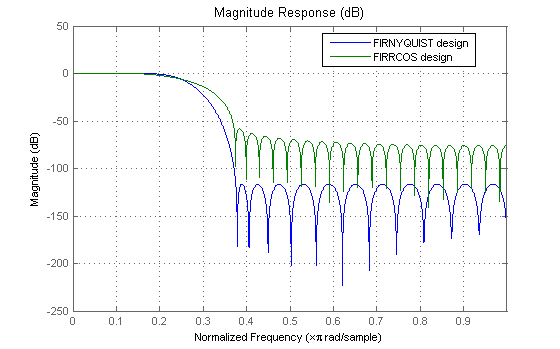 Magnitude Response (dB)
FIRNYQUIST design
FIRRCOS design
Magnitude (dB)
50
0
-50
-100
-150
-200
-250
0 0.1 0.2 0.3 0.4 0.5 0.6 0.7 0.8 0.9
Normalized Frequency (×π rad/sample)